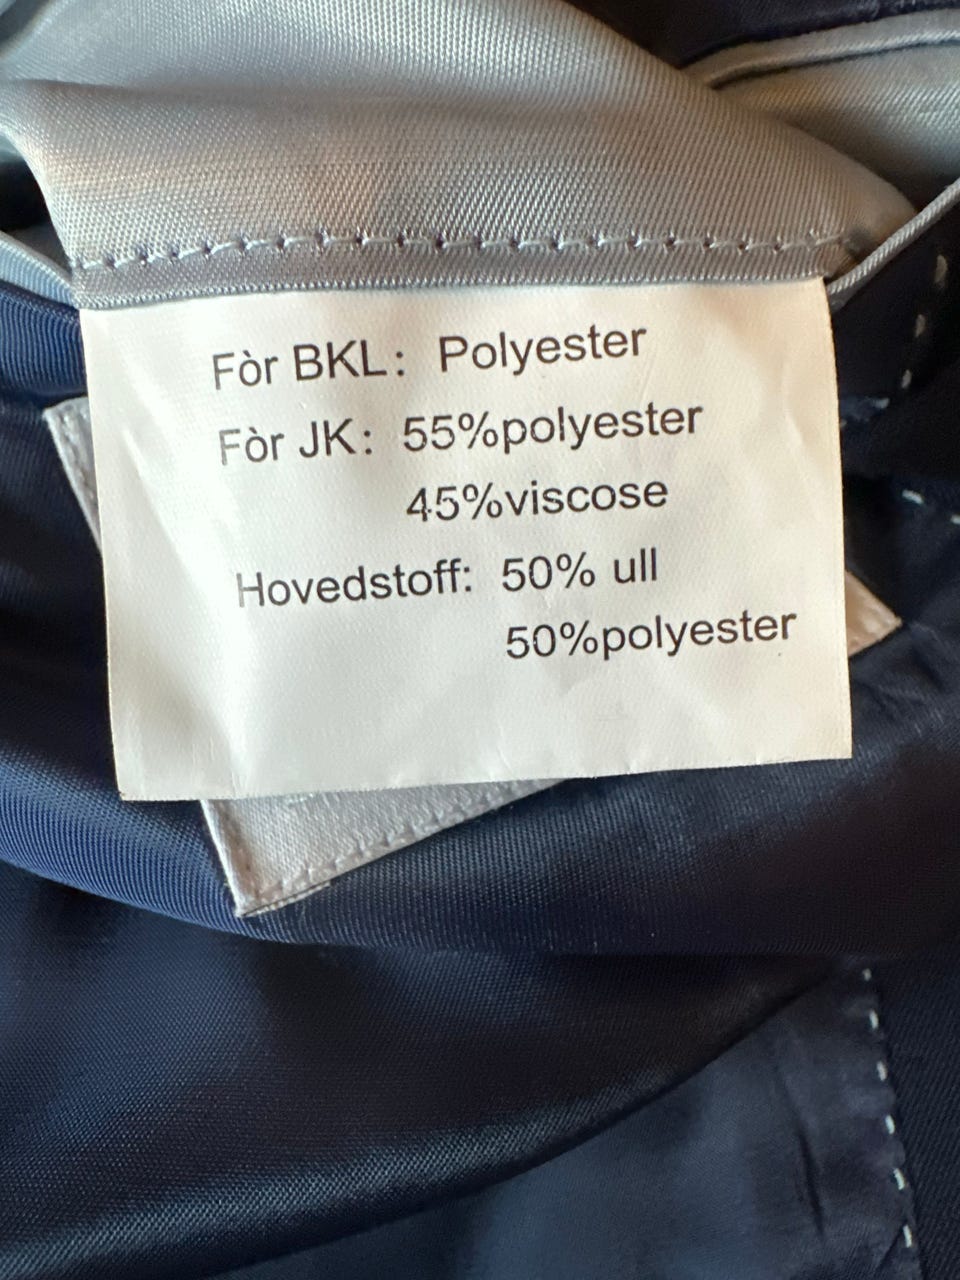 Fòr BKL: Polyester
Fòr JK: 55%polyester
45%viscose
Hovedstoff: 50% ull
50%polyester